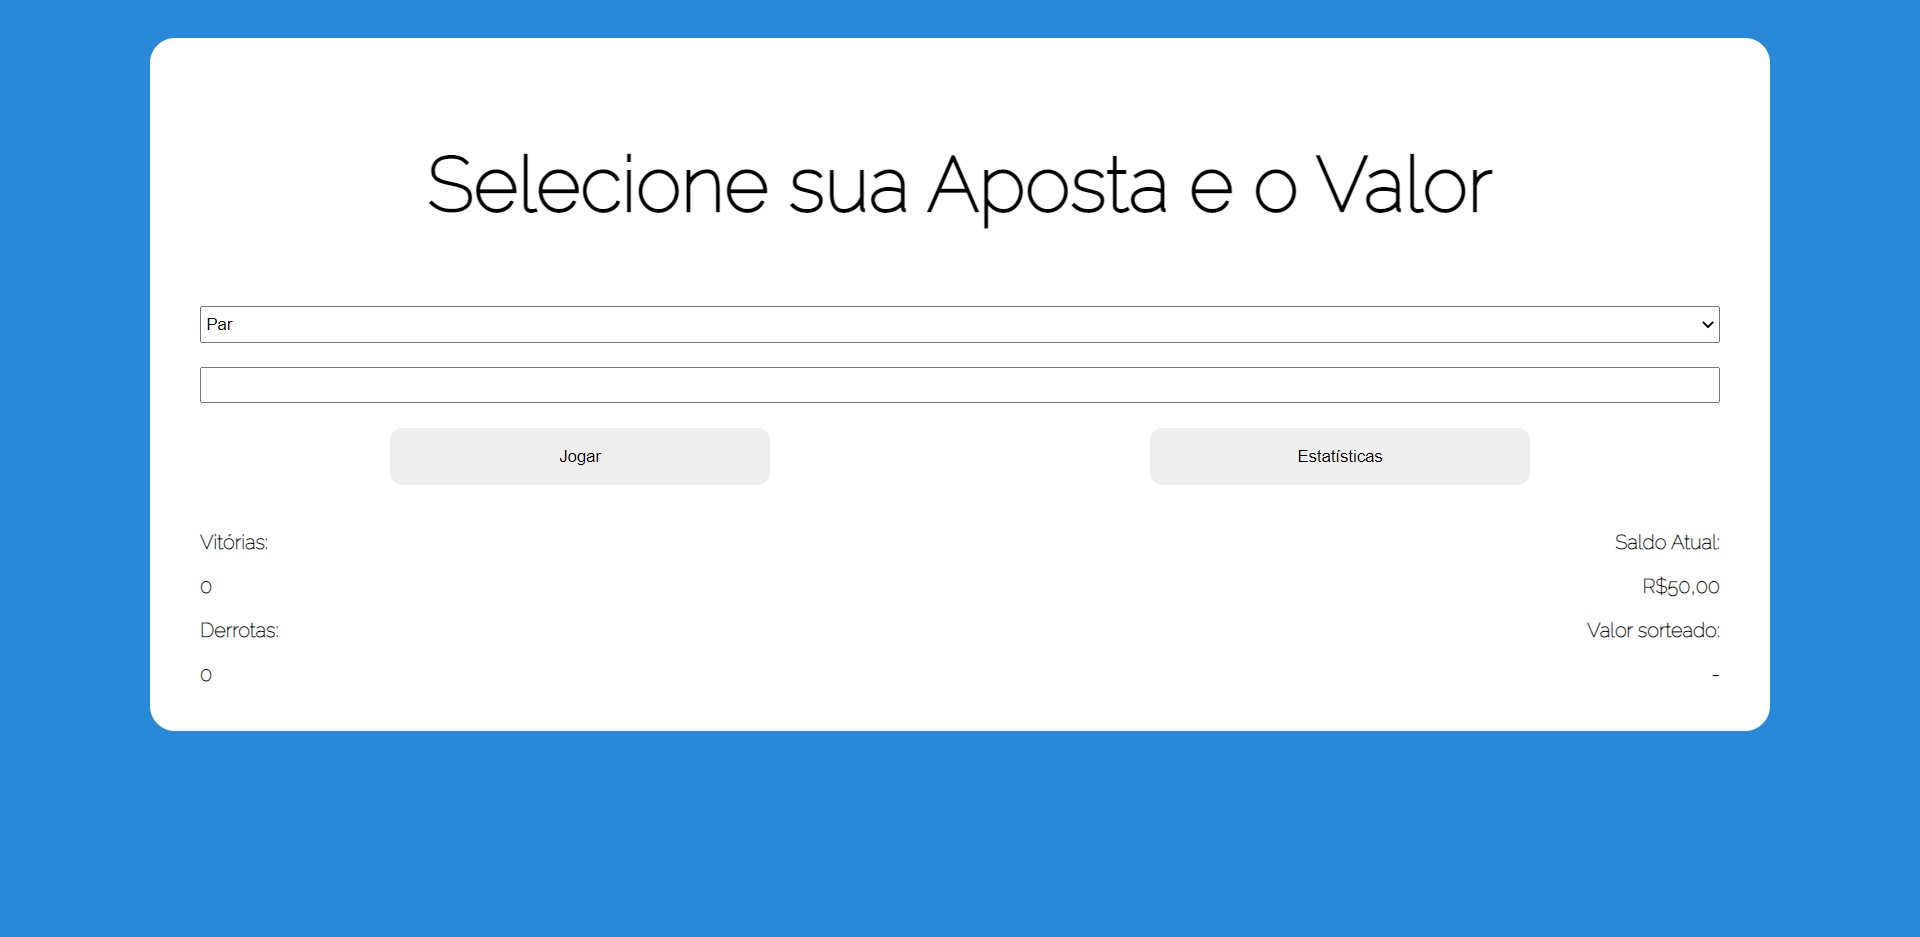 Selecione sua Aposta e o Valor
Par
Jogar
Estatísticas
Vitórias:
0
Derrotas:
0
Saldo Atual:
R$50,00
Valor sorteado:
-